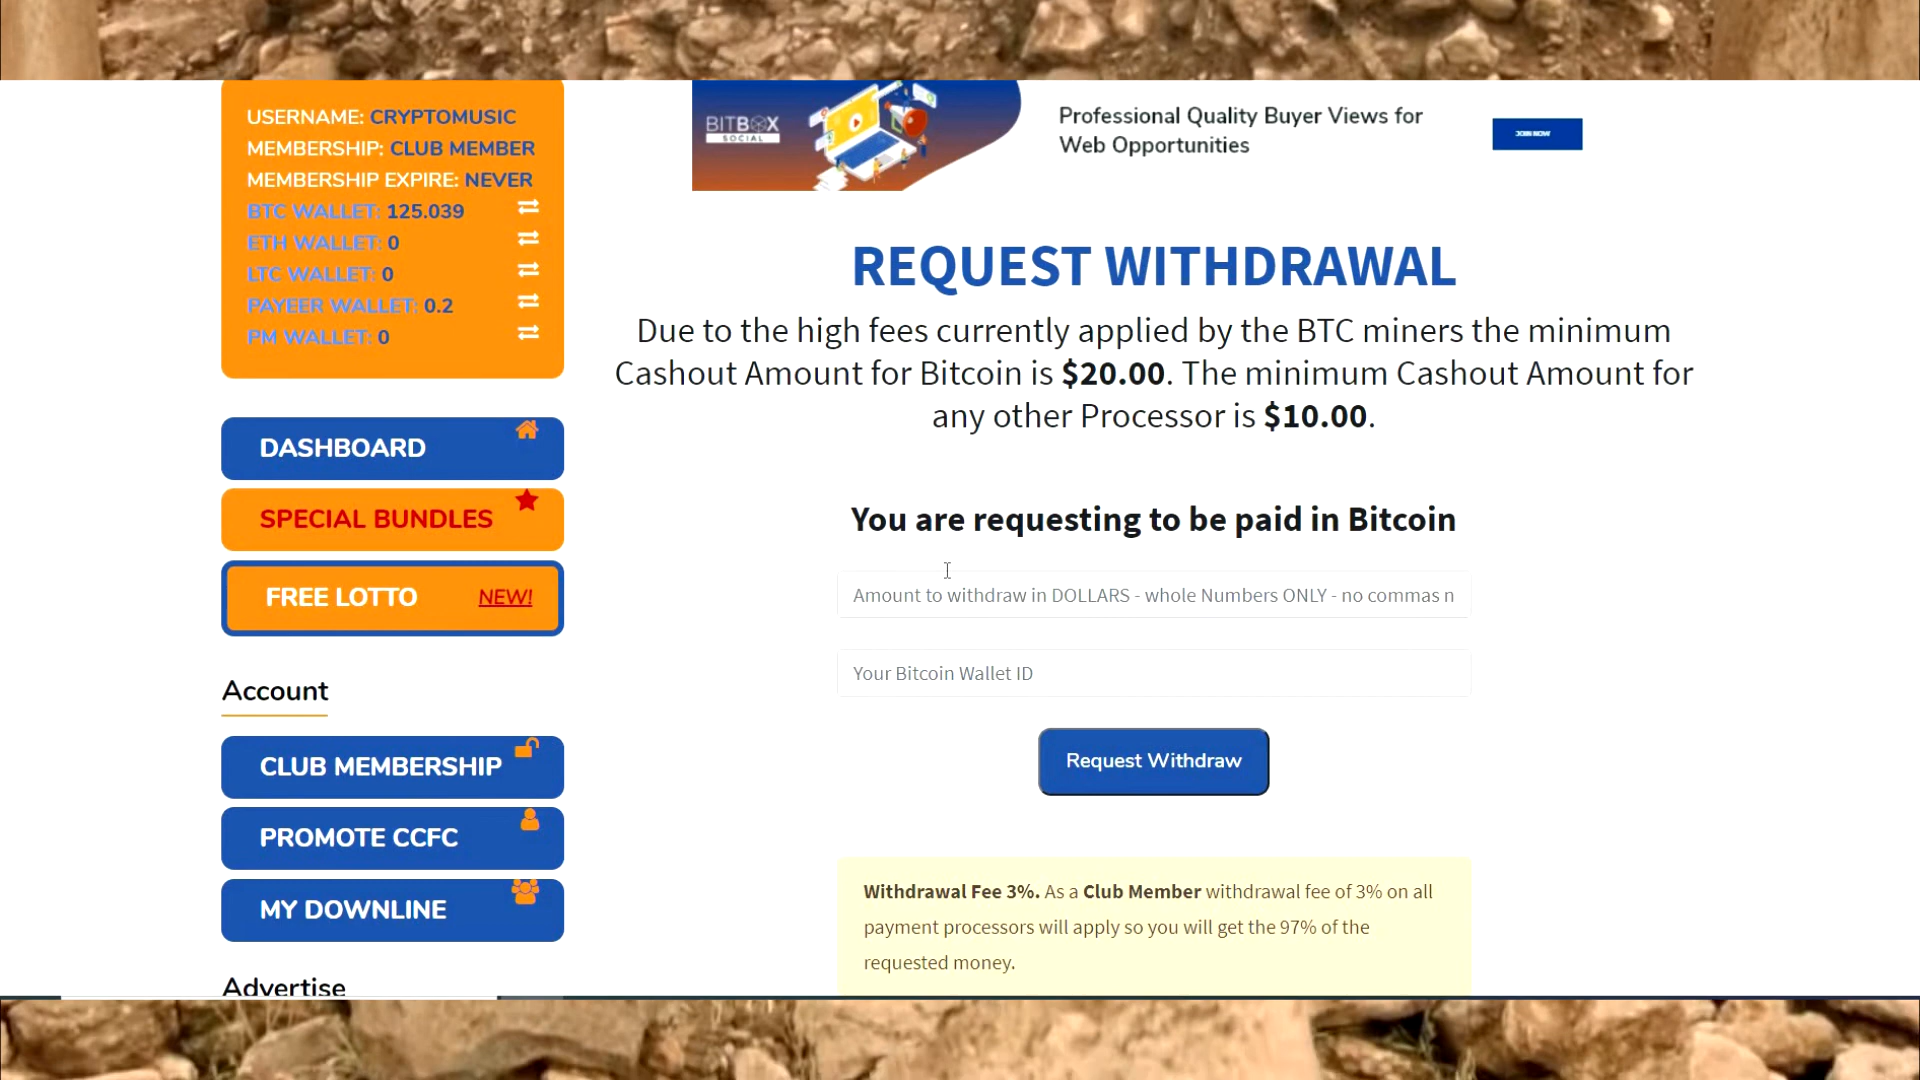 USERNAME: CRYPTOMUSIC
MEMBERSHIP: CLUB MEMBER
MEMBERSHIP EXPIRE: NEVER
BTC WALLET: 125.039
ETH WALLET: 0
LTC WALLET: 0
PAYEER WALLET: 0.2
PM WALLET: 0
DASHBOARD
SPECIAL BUNDLES
FREE LOTTO NEW!
Account
CLUB MEMBERSHIP
PROMOTE CCFC
MY DOWNLINE
Advertise
BITBOX
SOCIAL
Professional Quality Buyer Views for
Web Opportunities
JOIN NOW
REQUEST WITHDRAWAL
Due to the high fees currently applied by the BTC miners the minimum
Cashout Amount for Bitcoin is $20.00. The minimum Cashout Amount for
any other Processor is $10.00.
You are requesting to be paid in Bitcoin
Amount to withdraw in DOLLARS - whole Numbers ONLY - no commas n
Your Bitcoin Wallet ID
Request Withdraw
Withdrawal Fee 3%. As a Club Member withdrawal fee of 3% on all
payment processors will apply so you will get the 97% of the
requested money.